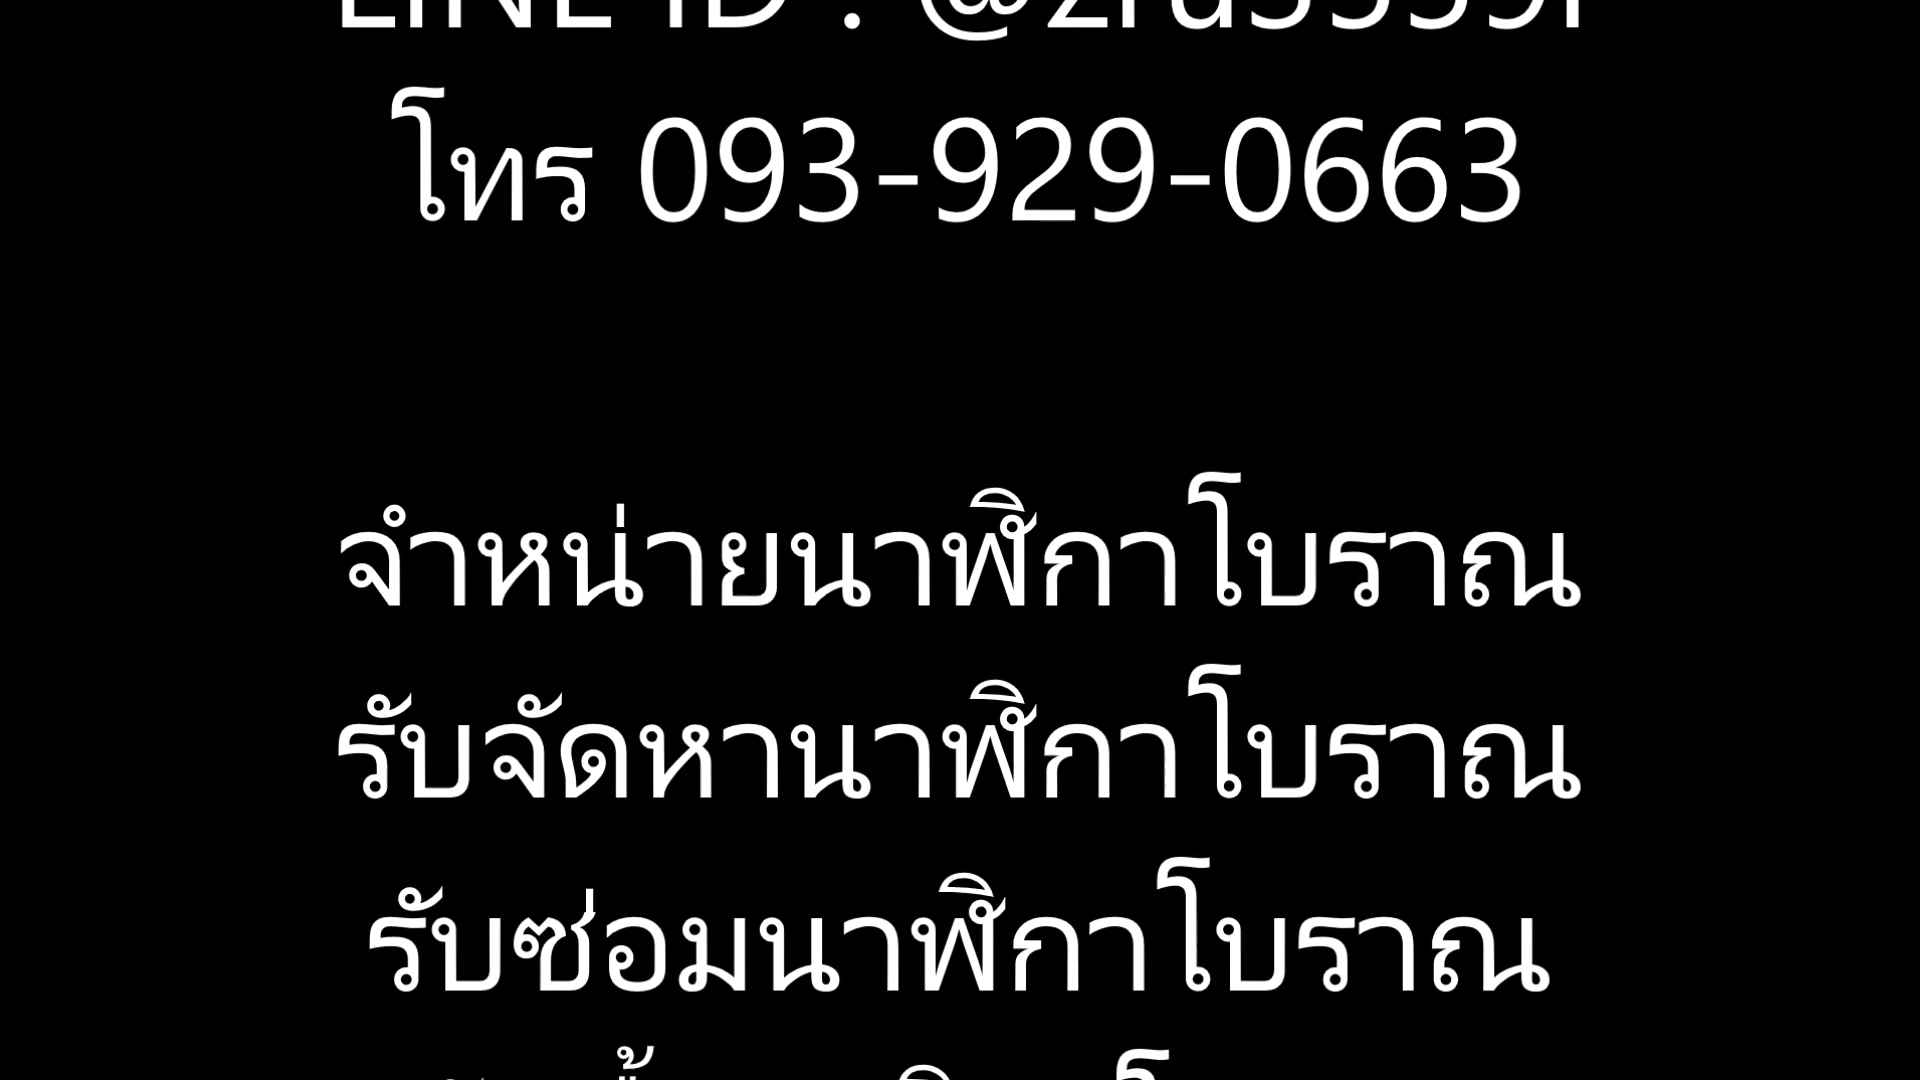 LINE ID :
โทร 093-929-0663
จำหน่ายนาฬิกาโบราณ
รับจัดหานาฬิกาโบราณ
รับซ่อมนาฬิกาโบราณ